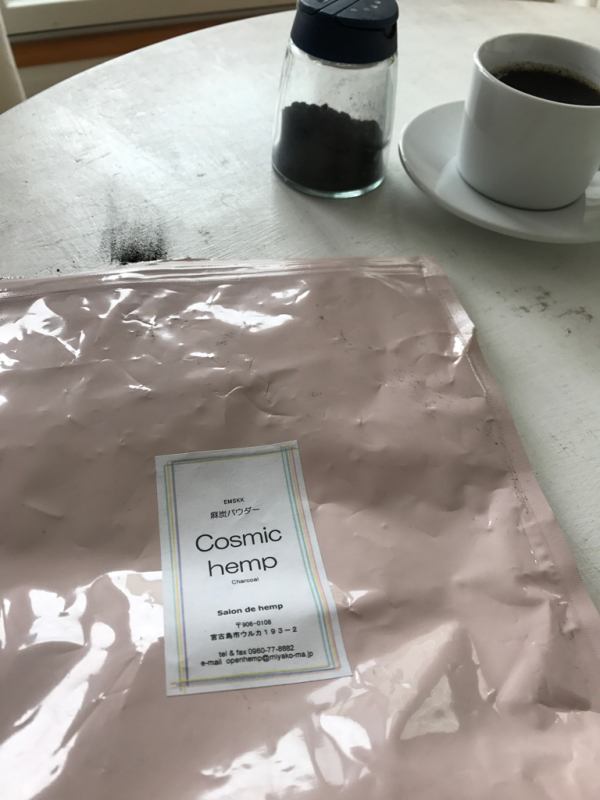 EMSKK
麻炭パウダー
Cosmic
hemp
Charcoal
Salon de hemp
〒906-0108
宮古島市ウルカ１９３－２
tel & fax 0980-77-8882
e-mail openhemp@miyako-ma.jp